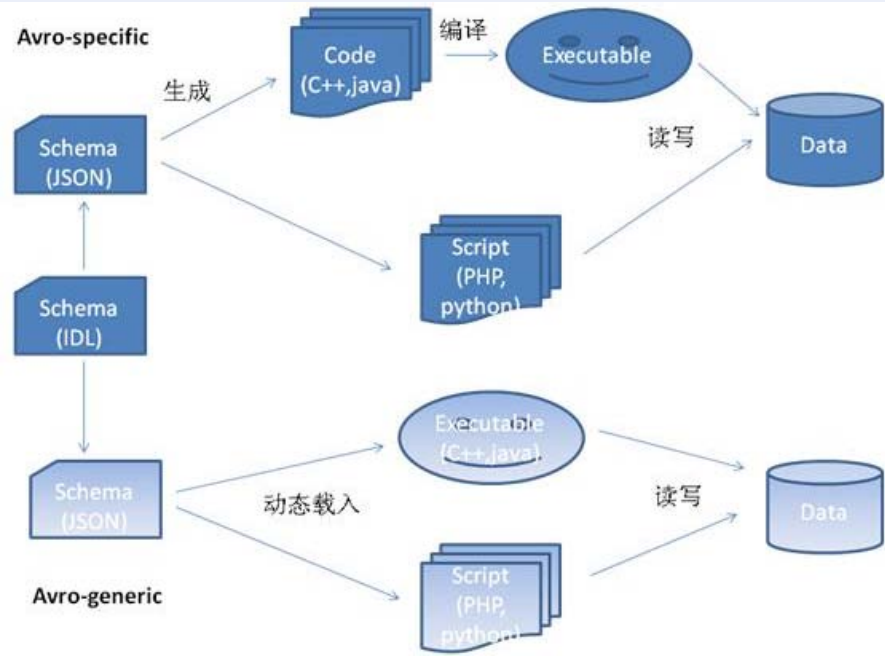 Avro-specific
生成
Code
(C++,java)
编译
Executable
Schema
(JSON)
读写
Data
Script
(PHP,
python)
Schema
(IDL)
Executable
(C++,java)
Schema
(JSON)
动态载入
读写
Data
Script
(PHP,
python)
Avro-generic